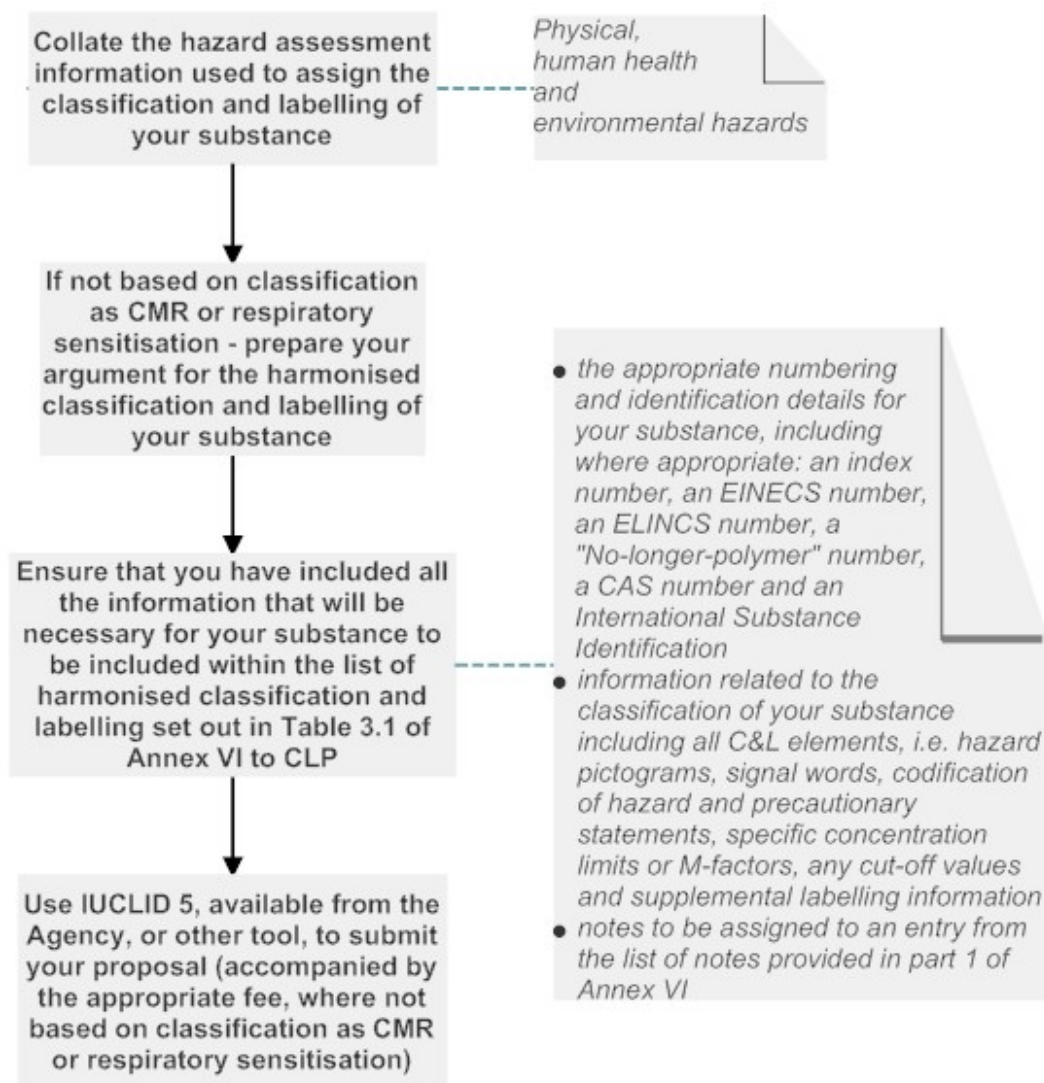 Collate the hazard assessment
information used to assign the
classification and labelling of
your substance
Physical,
human health
and
environmental hazards
If not based on classification
as CMR or respiratory
sensitisation - prepare your
argument for the harmonised
classification and labelling of
your substance
Ensure that you have included all
the information that will be
necessary for your substance to
be included within the list of
harmonised classification and
labelling set out in Table 3.1 of
Annex VI to CLP
• the appropriate numbering
and identification details for
your substance, including
where appropriate: an index
number, an EINECS number,
an ELINCS number, a
"No-longer-polymer" number,
a CAS number and an
International Substance
Identification
• information related to the
classification of your substance
including all C&L elements, i.e. hazard
pictograms, signal words, codification
of hazard and precautionary
statements, specific concentration
limits or M-factors, any cut-off values
and supplemental labelling information
• notes to be assigned to an entry from
the list of notes provided in part 1 of
Annex VI
Use IUCLID 5, available from the
Agency, or other tool, to submit
your proposal (accompanied by
the appropriate fee, where not
based on classification as CMR
or respiratory sensitisation)